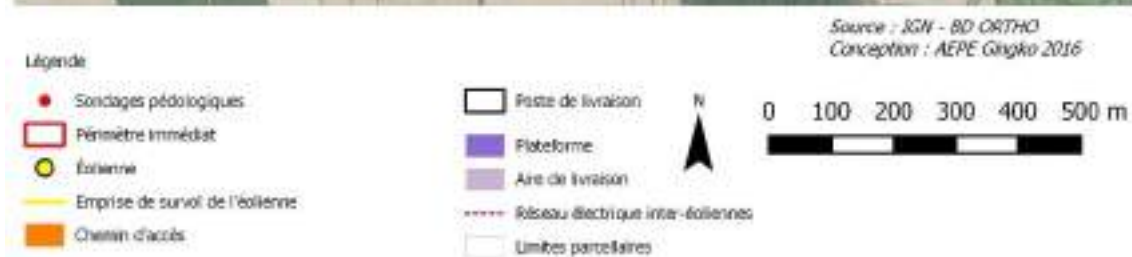 Source : IGN - BD ORTHO
Conception : AEPE Gingko 2016
Légende
Sondages pédologiques
Périmètre immédiat
Éolienne
Emprise de survol de l'éolienne
Chemin d'accès
Poste de livraison
Plateforme
Aire de livraison
Réseau électrique inter-éoliennes
Limites parcellaires
N
0 100 200 300 400 500 m